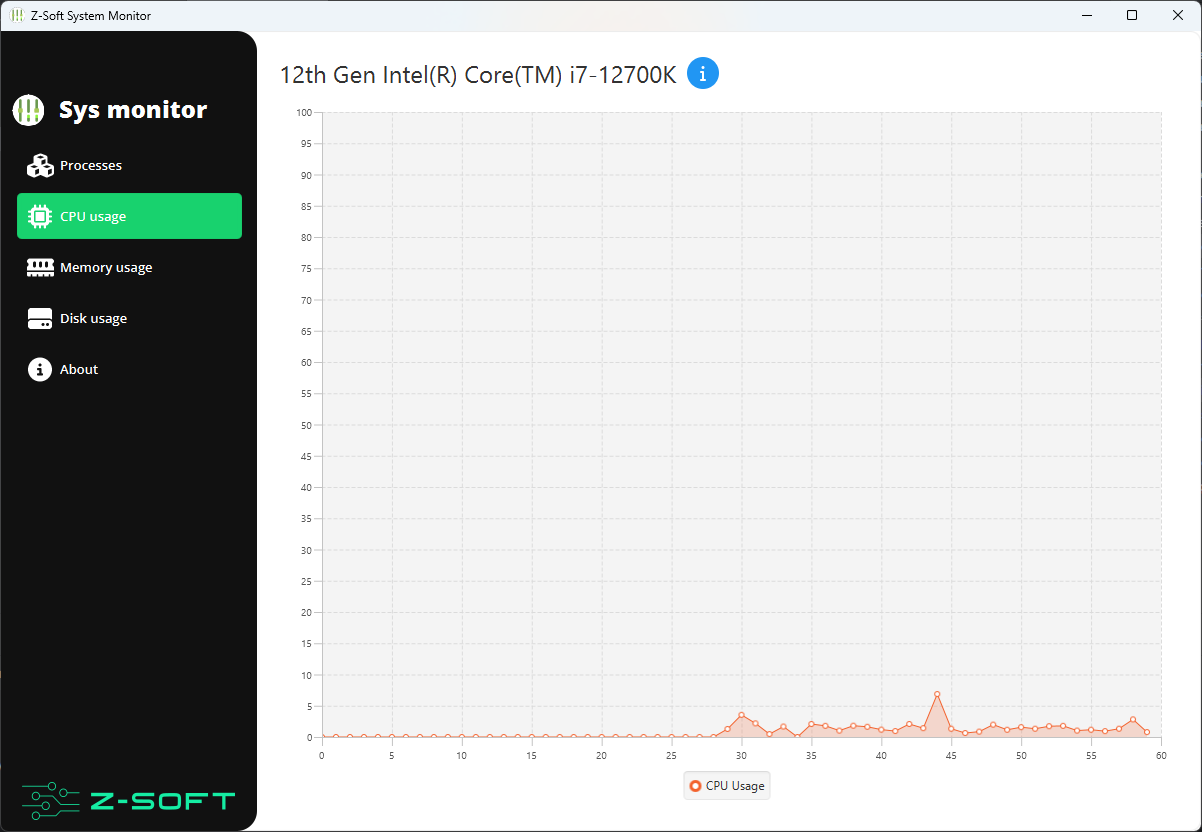 Z-Soft System Monitor
Sys monitor
Processes
CPU usage
Memory usage
Disk usage
About
Z-SOFT
12th Gen Intel(R) Core(TM) i7-12700K
100
95
90
85
80
75
70
65
60
55
50
45
40
35
30
25
20
15
10
5
0
0 5 10 15 20 25 30 35 40 45 50 55 60
CPU Usage